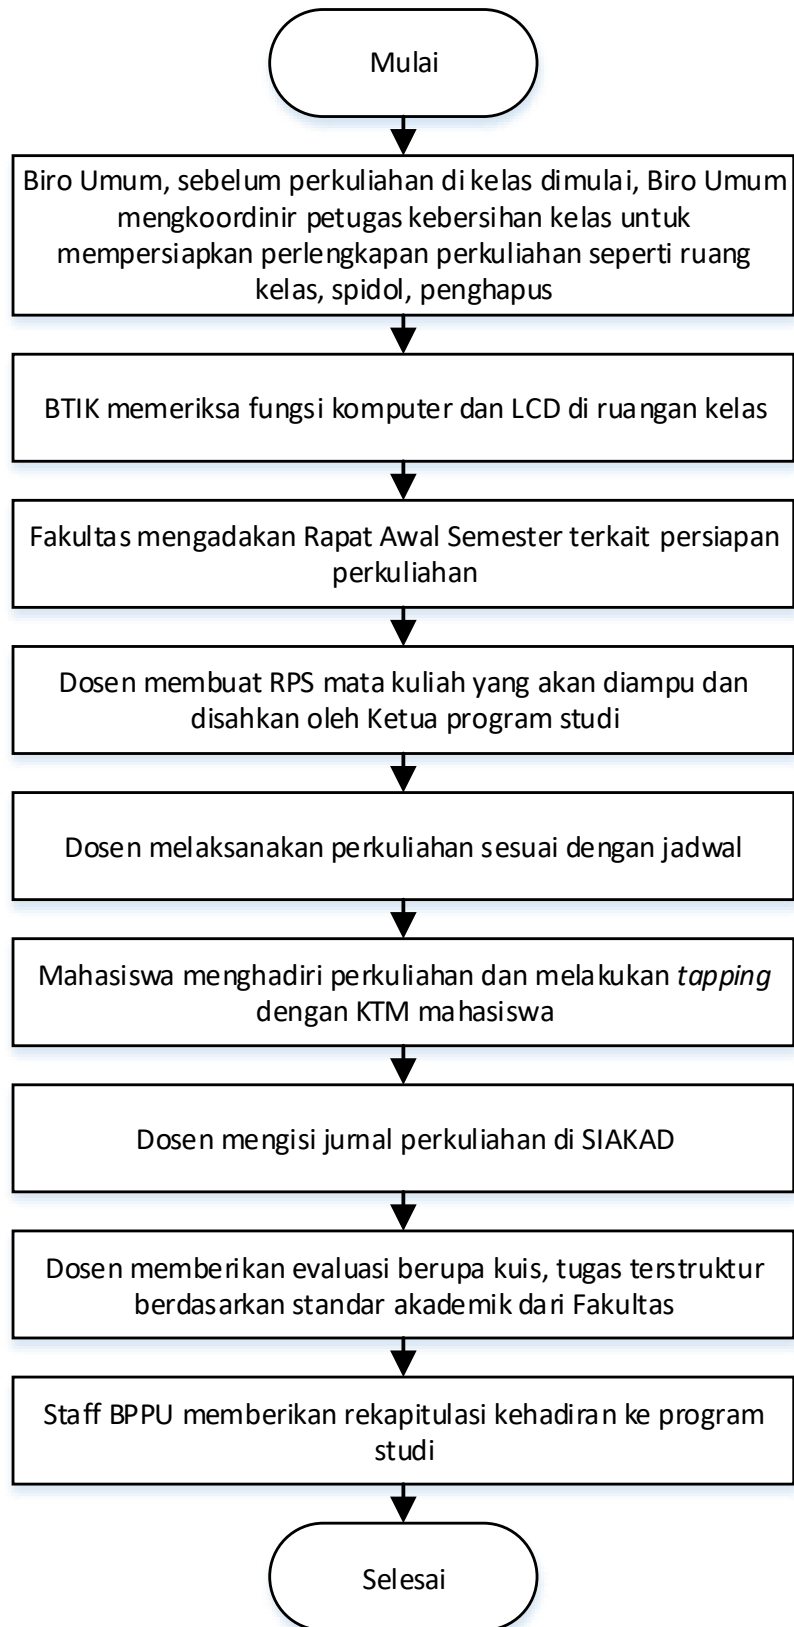 Mulai
Biro Umum, sebelum perkuliahan di kelas dimulai, Biro Umum
mengkoordinir petugas kebersihan kelas untuk
mempersiapkan perlengkapan perkuliahan seperti ruang
kelas, spidol, penghapus
BTIK memeriksa fungsi komputer dan LCD di ruangan kelas
Fakultas mengadakan Rapat Awal Semester terkait persiapan
perkuliahan
Dosen membuat RPS mata kuliah yang akan diampu dan
disahkan oleh Ketua program studi
Dosen melaksanakan perkuliahan sesuai dengan jadwal
Mahasiswa menghadiri perkuliahan dan melakukan tapping
dengan KTM mahasiswa
Dosen mengisi jurnal perkuliahan di SIAKAD
Dosen memberikan evaluasi berupa kuis, tugas terstruktur
berdasarkan standar akademik dari Fakultas
Staff BPPU memberikan rekapitulasi kehadiran ke program
studi
Selesai